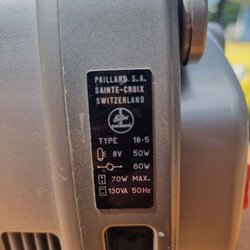 PAILLARD S.A.
SAINTE-CROIX
SWITZERLAND
TYPE 18-5
8V 50W
60W
70W MAX.
130VA 50Hz